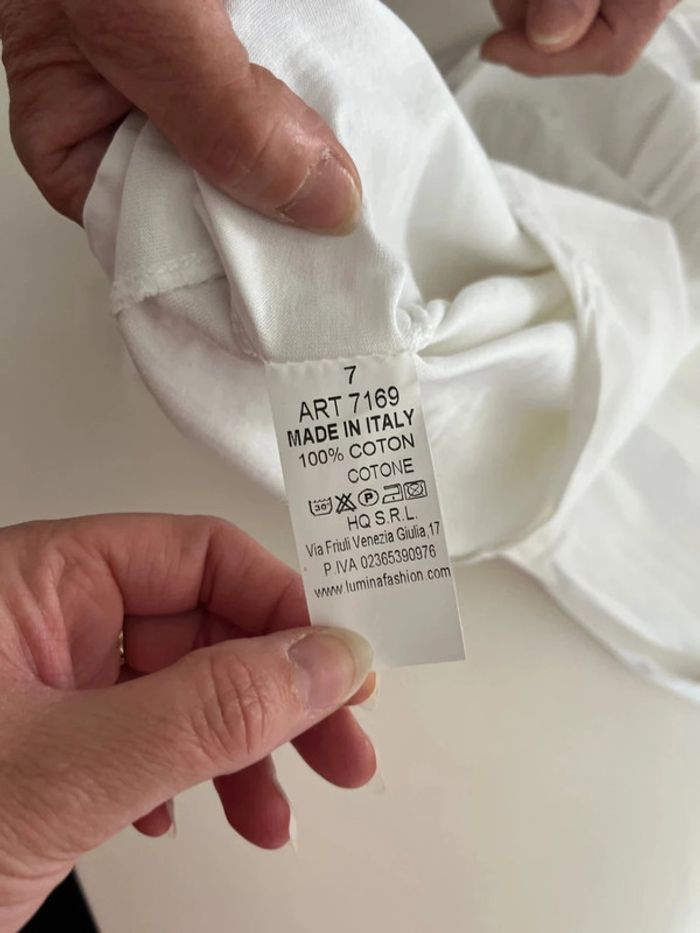 7
ART 7169
MADE IN ITALY
100% COTON
COTONE
30°
P
HQ S.R.L.
Via Friuli Venezia Giulia,17
P.IVA 02365390976
www.luminafashion.com